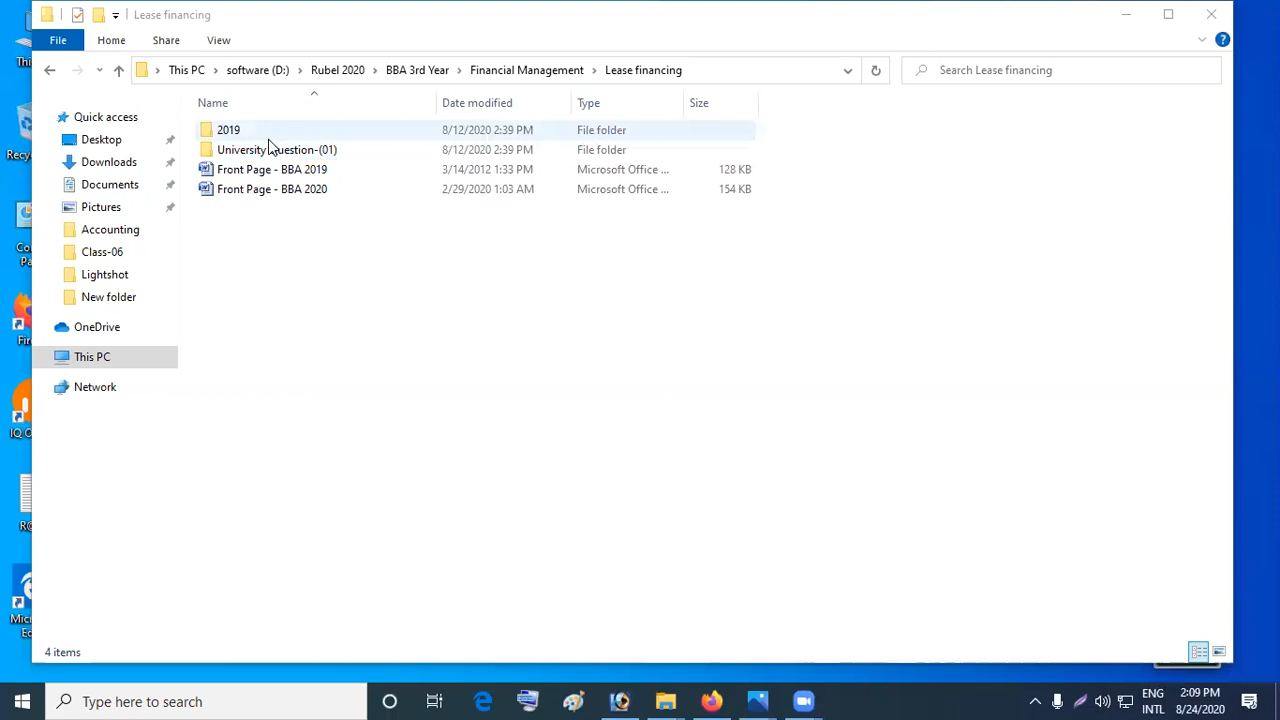 Lease financing
File Home Share View
This PC software (D:) Rubel 2020 BBA 3rd Year Financial Management Lease financing
Search Lease financing
Name Date modified Type Size
Quick access
Desktop
Downloads
Documents
Pictures
Accounting
Class-06
Lightshot
New folder
OneDrive
This PC
Network
2019 8/12/2020 2:39 PM File folder
University Question-(01) 8/12/2020 2:39 PM File folder
Front Page - BBA 2019 3/14/2012 1:33 PM Microsoft Office ... 128 KB
Front Page - BBA 2020 2/29/2020 1:03 AM Microsoft Office ... 154 KB
4 items
Type here to search
ENG
INTL
2:09 PM
8/24/2020